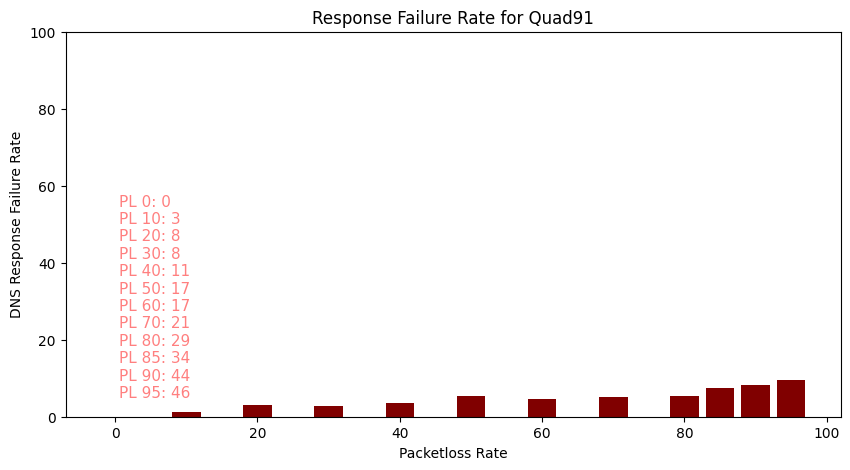 Response Failure Rate for Quad91
DNS Response Failure Rate
100
80
60
40
20
0
PL 0: 0
PL 10: 3
PL 20: 8
PL 30: 8
PL 40: 11
PL 50: 17
PL 60: 17
PL 70: 21
PL 80: 29
PL 85: 34
PL 90: 44
PL 95: 46
0 20 40 60 80 100
Packetloss Rate